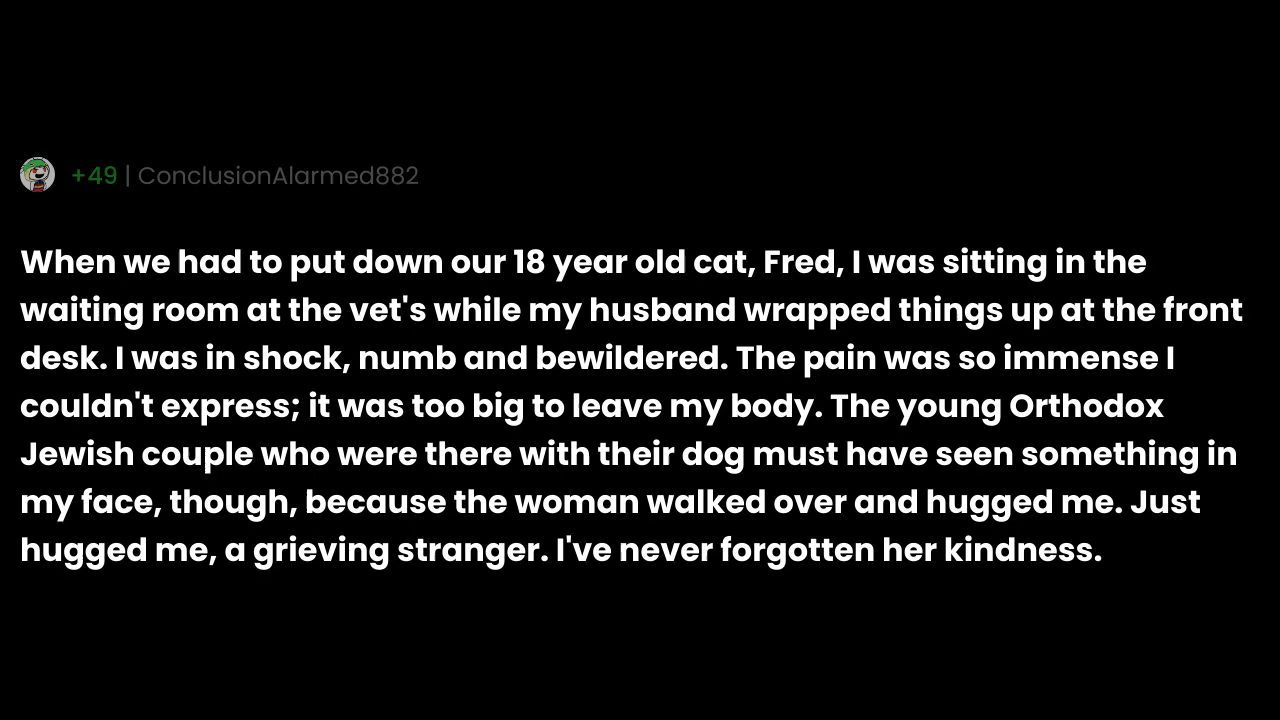 +49 | ConclusionAlarmed882
When we had to put down our 18 year old cat, Fred, I was sitting in the
waiting room at the vet's while my husband wrapped things up at the front
desk. I was in shock, numb and bewildered. The pain was so immense I
couldn't express; it was too big to leave my body. The young Orthodox
Jewish couple who were there with their dog must have seen something in
my face, though, because the woman walked over and hugged me. Just
hugged me, a grieving stranger. I've never forgotten her kindness.